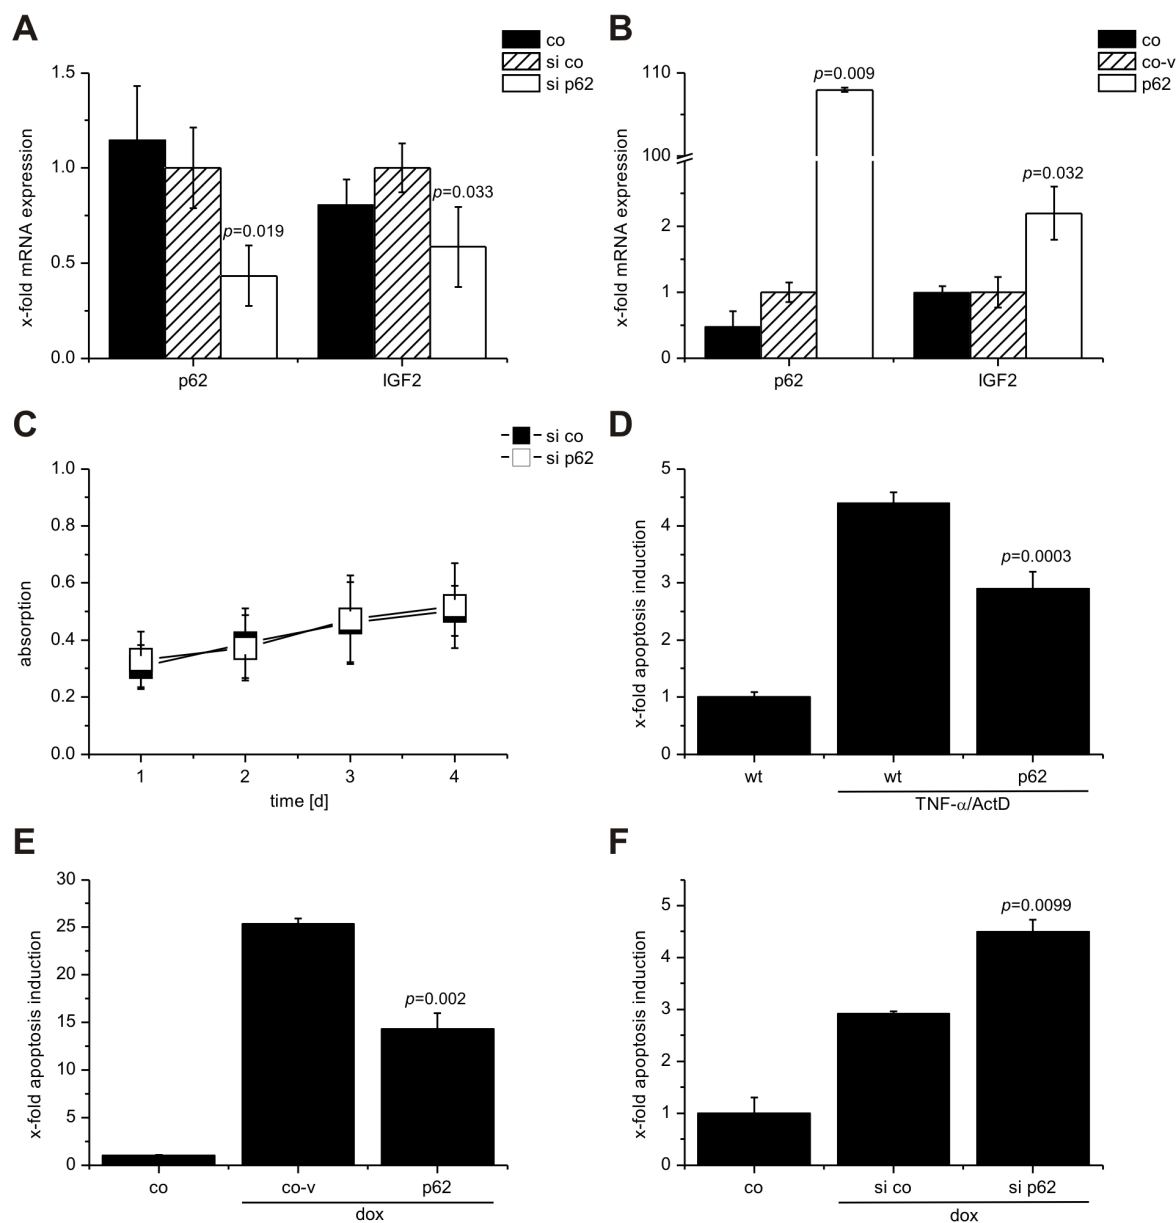 A
co
si co
si p62
1.5
1.0
0.5
0.0
x-fold mRNA expression
p=0.019
p=0.033
p62
IGF2
B
co
co-v
p62
110
100
2
1
0
x-fold mRNA expression
p=0.009
p=0.032
p62
IGF2
C
si co
si p62
1.0
0.8
0.6
0.4
0.2
0.0
absorption
1
2
3
4
time [d]
D
5
4
3
2
1
0
x-fold apoptosis induction
p=0.0003
wt
wt
p62
TNF-α/ActD
E
30
25
20
15
10
5
0
x-fold apoptosis induction
p=0.002
co
co-v
p62
dox
F
5
4
3
2
1
0
x-fold apoptosis induction
p=0.0099
co
si co
si p62
dox